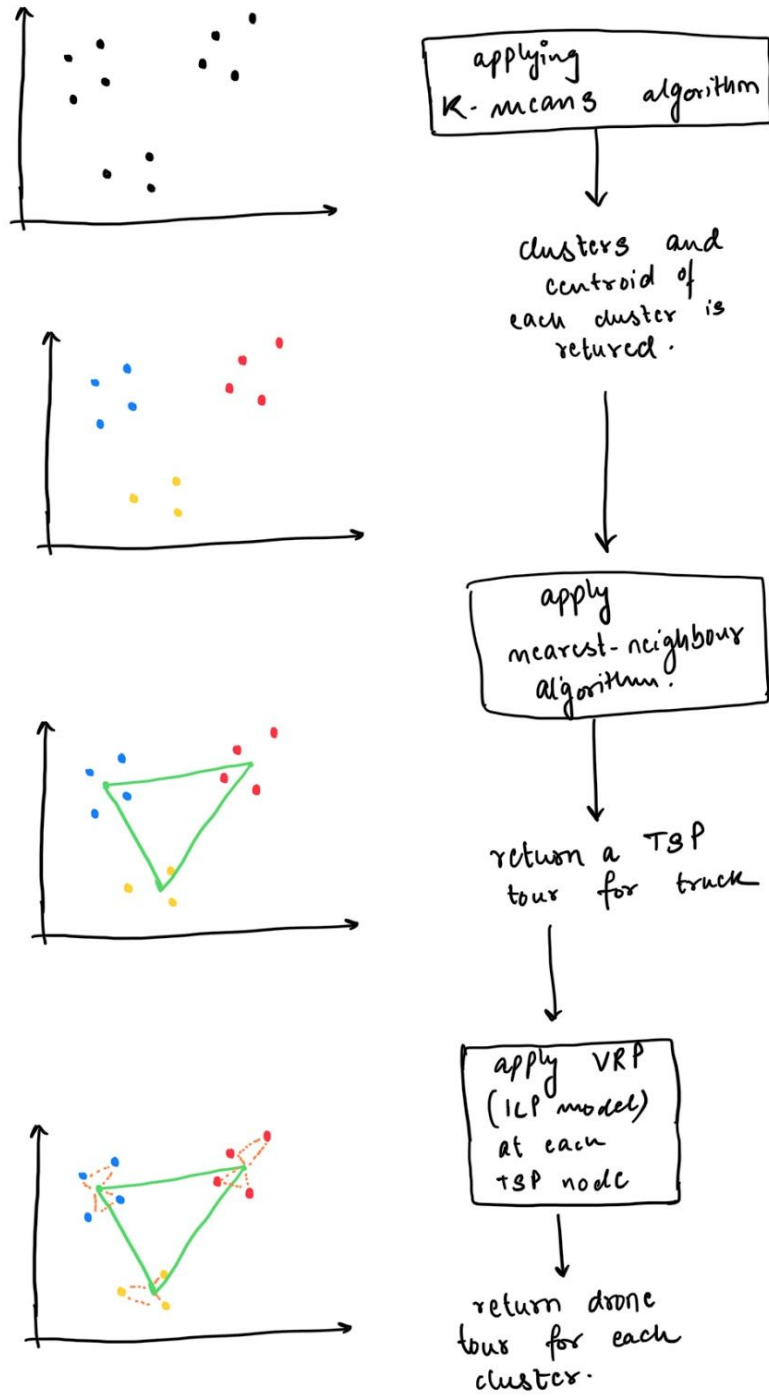 applying
K-means algorithm
clusters and
centroid of
each cluster is
retured.
apply
nearest-neighbour
algorithm.
return a TSP
tour for truck
apply VRP
(ILP model)
at each
TSP node
return drone
tour for each
cluster.